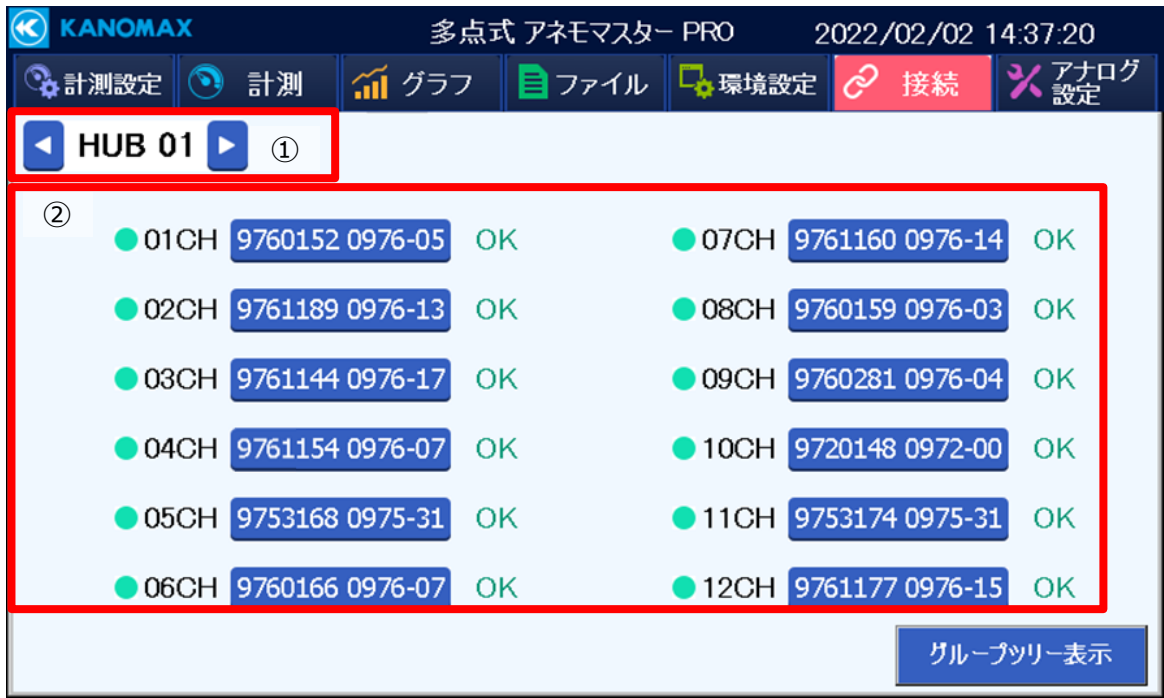 KANOMAX 多点式 アネモマスター PRO 2022/02/02 14:37:20
計測設定 計測 グラフ ファイル 環境設定 接続 アナログ設定
◀ HUB 01 ▶ ①
②
01CH 9760152 0976-05 OK 07CH 9761160 0976-14 OK
02CH 9761189 0976-13 OK 08CH 9760159 0976-03 OK
03CH 9761144 0976-17 OK 09CH 9760281 0976-04 OK
04CH 9761154 0976-07 OK 10CH 9720148 0972-00 OK
05CH 9753168 0975-31 OK 11CH 9753174 0975-31 OK
06CH 9760166 0976-07 OK 12CH 9761177 0976-15 OK
グループツリー表示